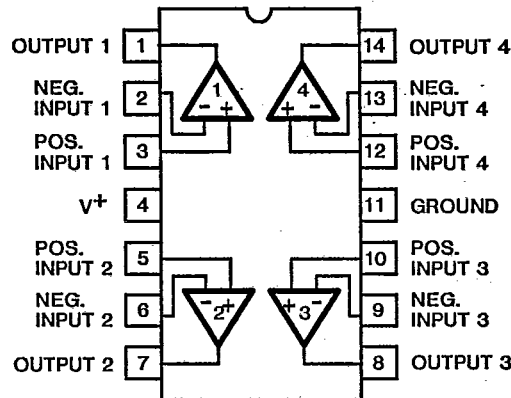 OUTPUT 1 1 14 OUTPUT 4
NEG. INPUT 1 2 13 NEG. INPUT 4
1 4
- + + -
POS. INPUT 1 3 12 POS. INPUT 4
V+ 4 11 GROUND
POS. INPUT 2 5 10 POS. INPUT 3
- + + -
2 3
NEG. INPUT 2 6 9 NEG. INPUT 3
OUTPUT 2 7 8 OUTPUT 3